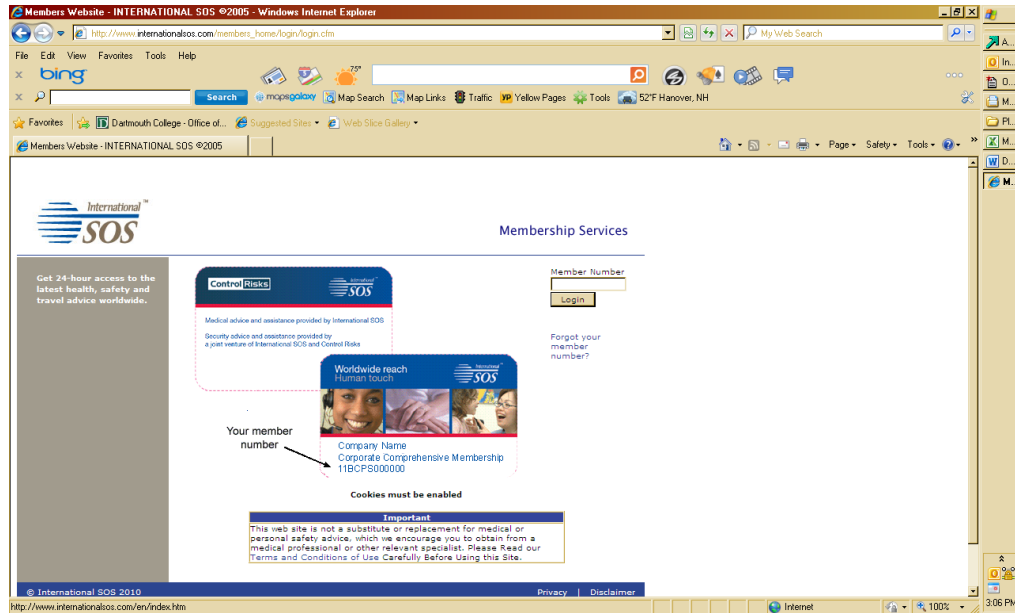 Members Website - INTERNATIONAL SOS ©2005 - Windows Internet Explorer
http://www.internationalsos.com/members_home/login/login.cfm
My Web Search
File Edit View Favorites Tools Help
x bing 75°
x Search mapsgalaxy Map Search Map Links Traffic YP Yellow Pages Tools 52°F Hanover, NH
Favorites D Dartmouth College - Office of... Suggested Sites Web Slice Gallery
Members Website - INTERNATIONAL SOS ©2005
Page Safety Tools »
A...
In...
O...
M...
Pl...
M...
D...
M...
International™
SOS
Membership Services
Get 24-hour access to the
latest health, safety and
travel advice worldwide.
Control Risks
International
SOS
Medical advice and assistance provided by International SOS
Security advice and assistance provided by
a joint venture of International SOS and Control Risks
Member Number
Login
Forgot your
member
number?
Worldwide reach
Human touch
International
SOS
Your member
number
Company Name
Corporate Comprehensive Membership
11BCPS000000
Cookies must be enabled
Important
This web site is not a substitute or replacement for medical or
personal safety advice, which we encourage you to obtain from a
medical professional or other relevant specialist. Please Read our
Terms and Conditions of Use Carefully Before Using this Site.
© International SOS 2010
Privacy | Disclaimer
http://www.internationalsos.com/en/index.htm
Internet
100%
3:06 PM